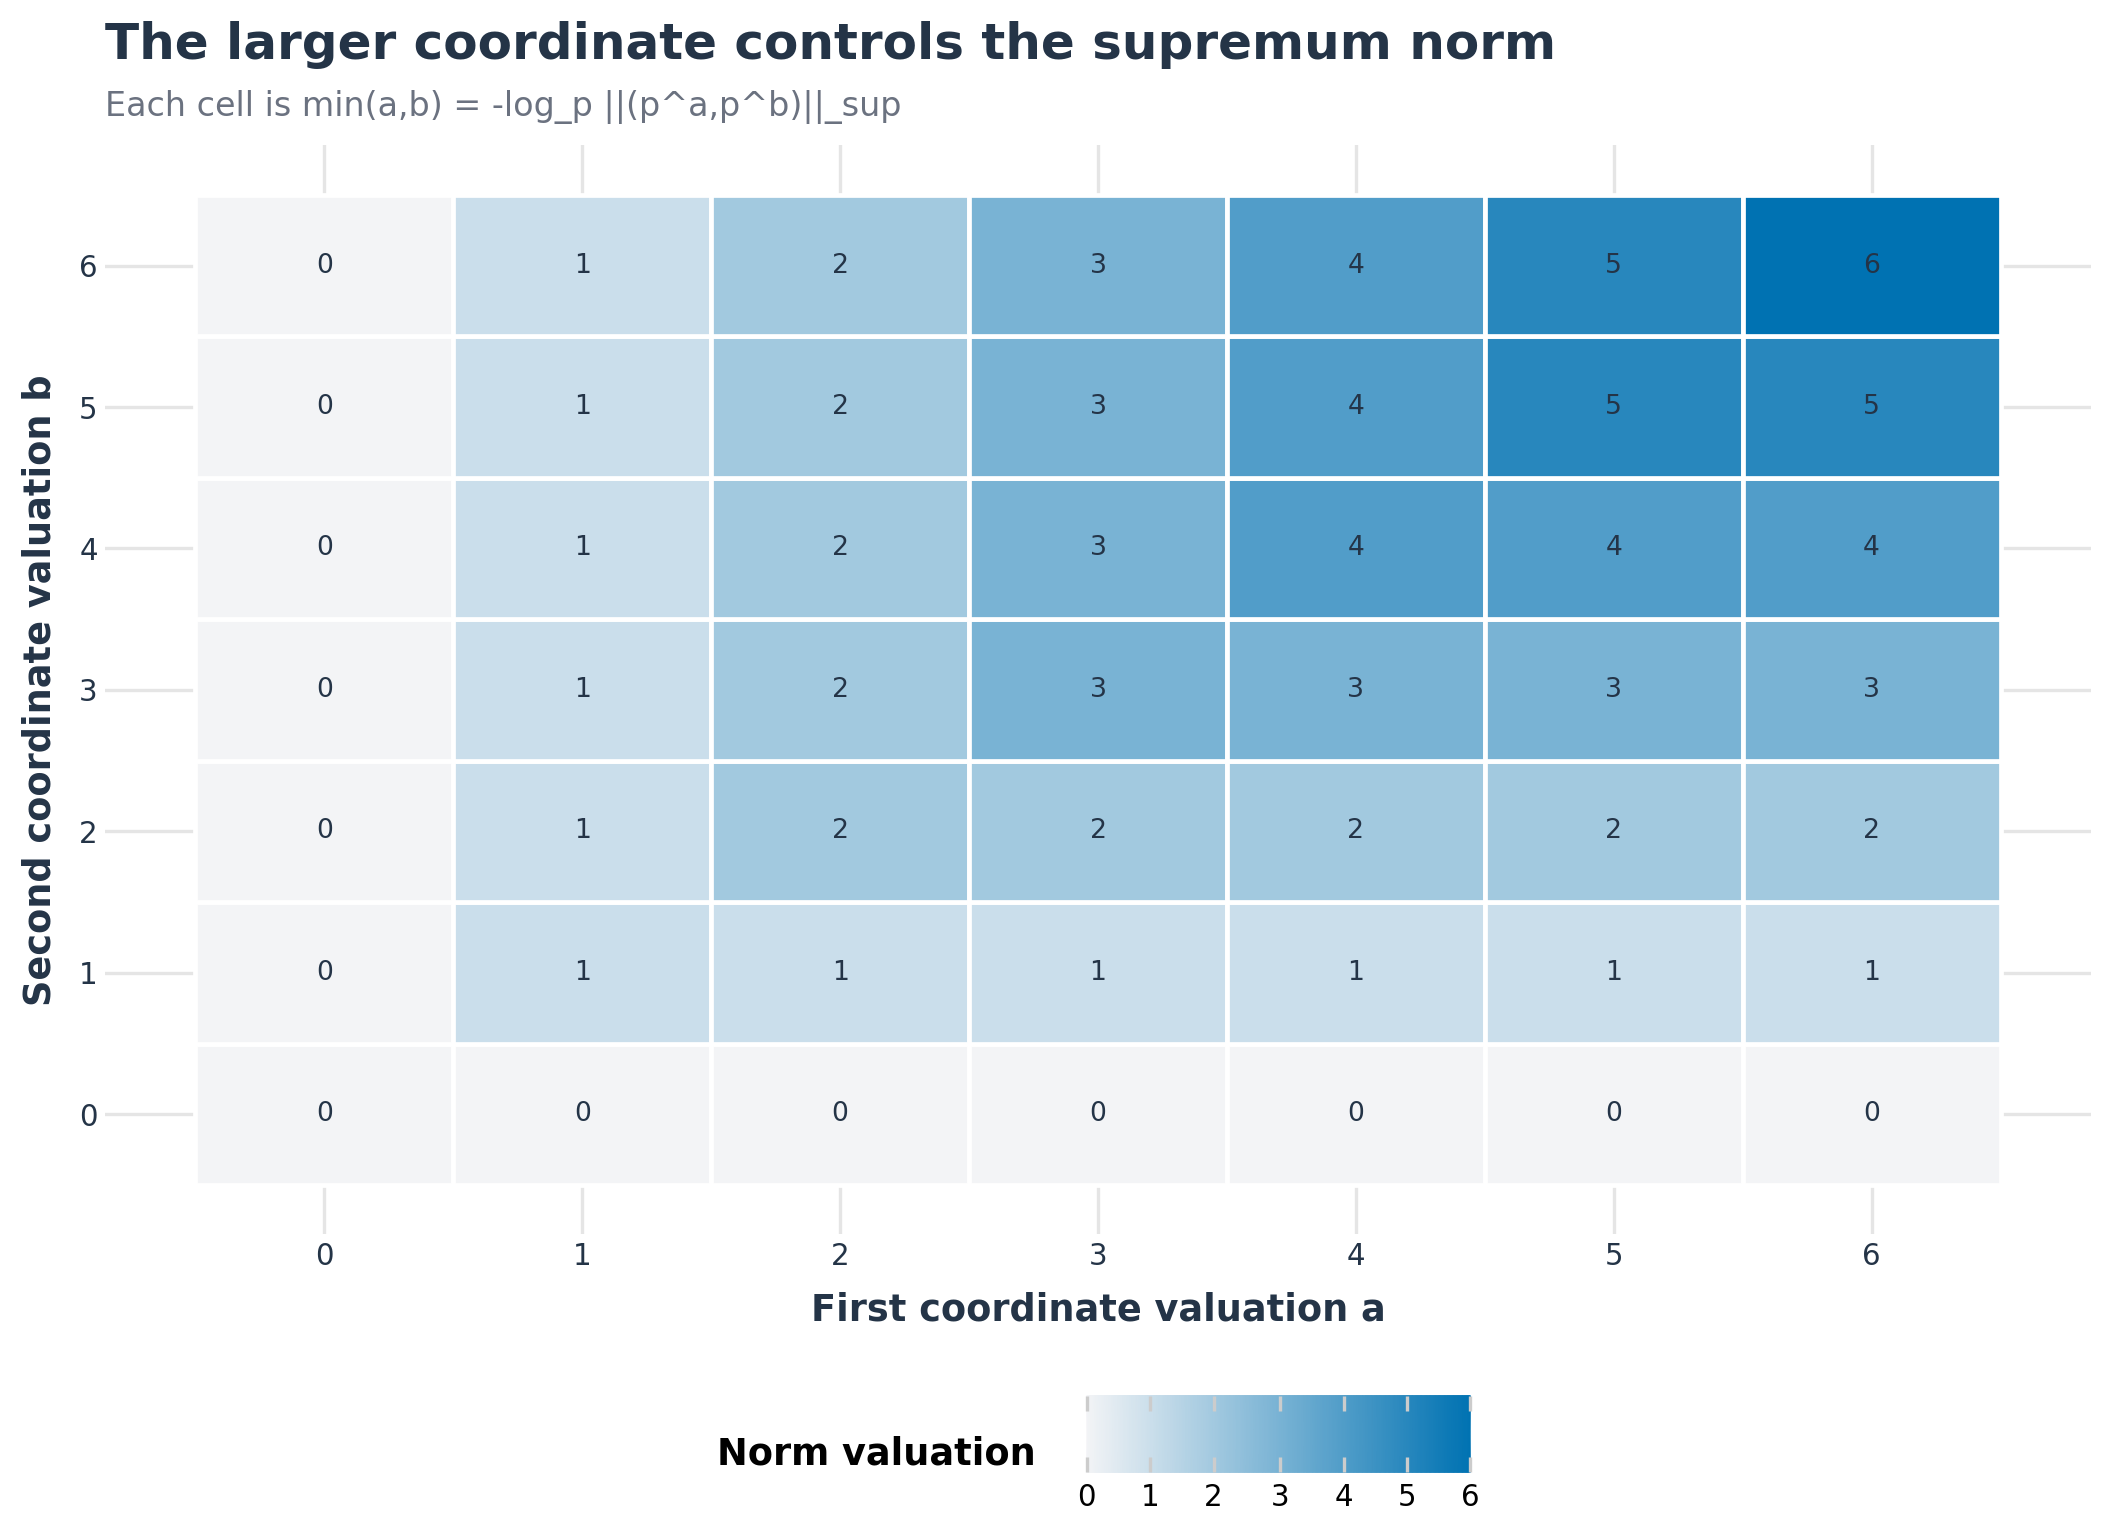 The larger coordinate controls the supremum norm
Each cell is min(a,b) = -log_p ||(p^a,p^b)||_sup
Second coordinate valuation b
6 0 1 2 3 4 5 6
5 0 1 2 3 4 5 5
4 0 1 2 3 4 4 4
3 0 1 2 3 3 3 3
2 0 1 2 2 2 2 2
1 0 1 1 1 1 1 1
0 0 0 0 0 0 0 0
0 1 2 3 4 5 6
First coordinate valuation a
Norm valuation
0 1 2 3 4 5 6